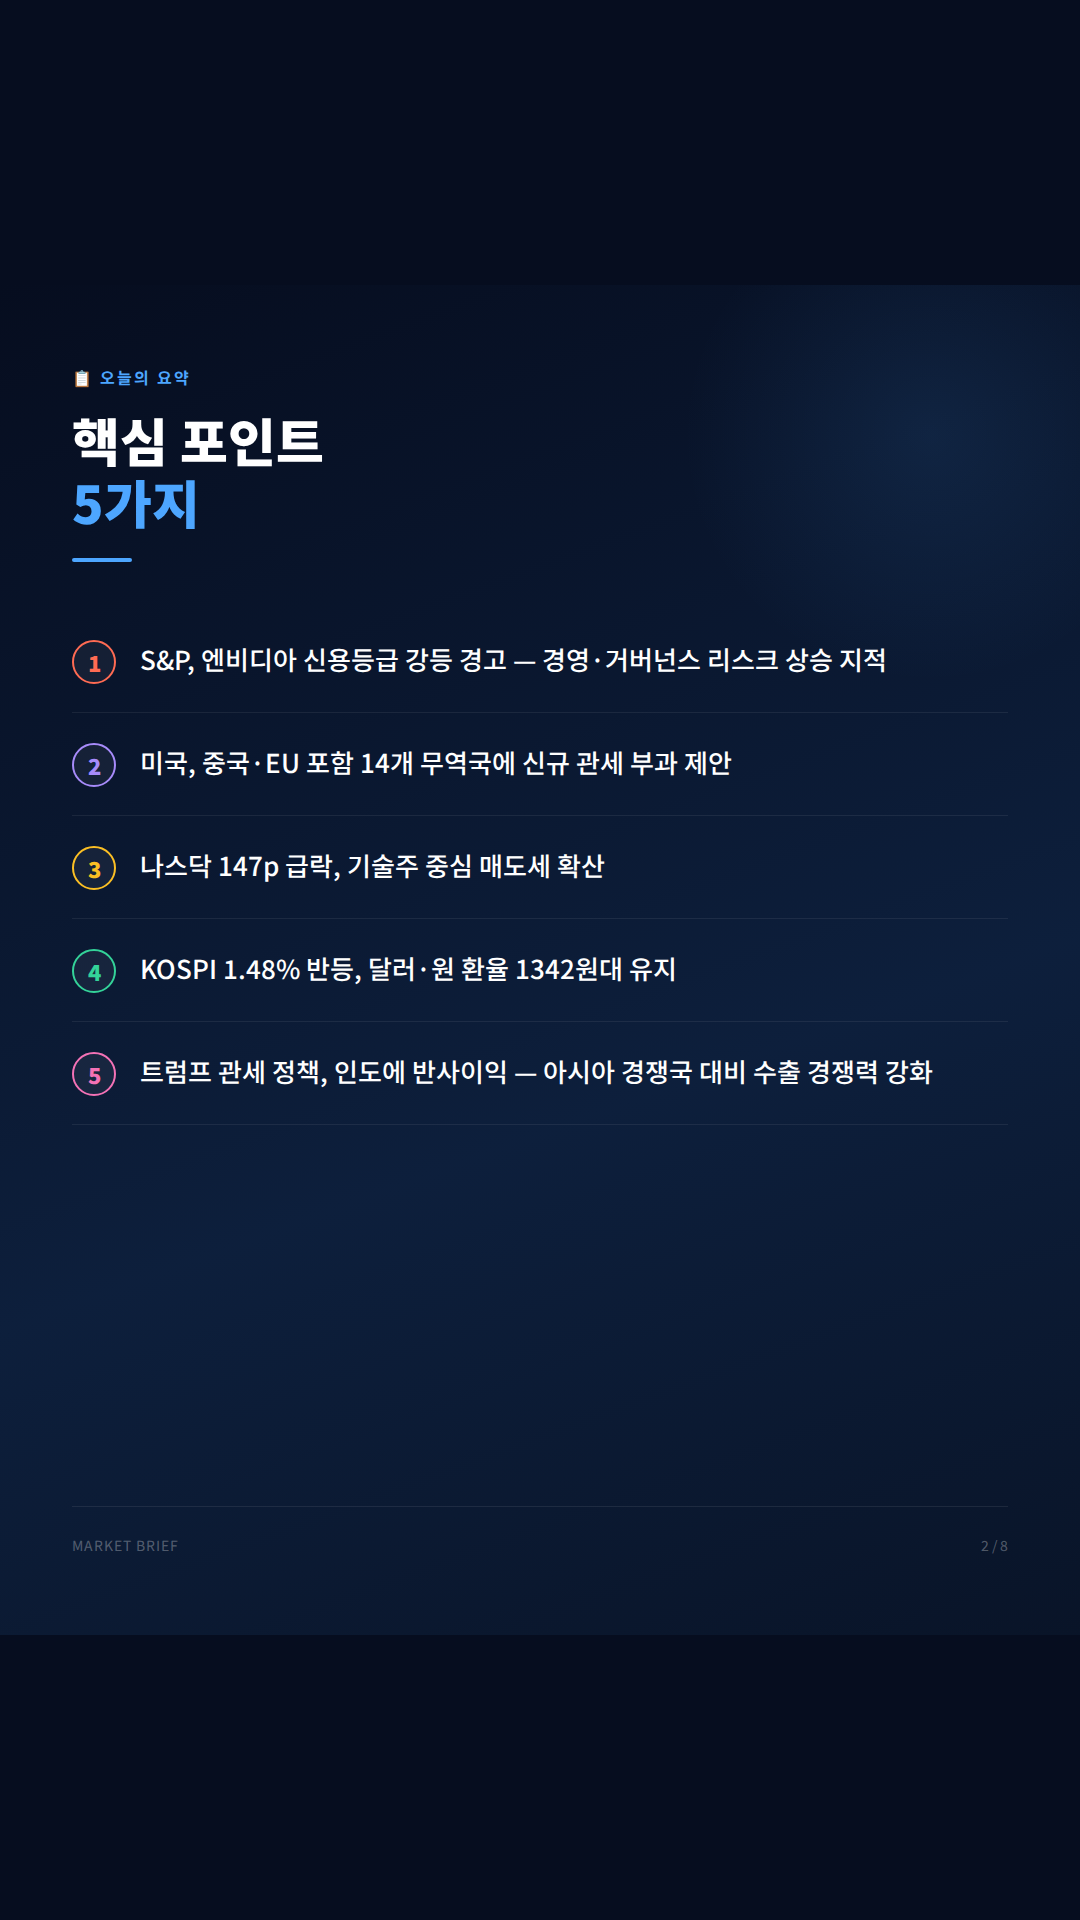 📋 오늘의 요약
핵심 포인트
5가지
1 S&P, 엔비디아 신용등급 강등 경고 — 경영·거버넌스 리스크 상승 지적
2 미국, 중국·EU 포함 14개 무역국에 신규 관세 부과 제안
3 나스닥 147p 급락, 기술주 중심 매도세 확산
4 KOSPI 1.48% 반등, 달러·원 환율 1342원대 유지
5 트럼프 관세 정책, 인도에 반사이익 — 아시아 경쟁국 대비 수출 경쟁력 강화
MARKET BRIEF
2 / 8